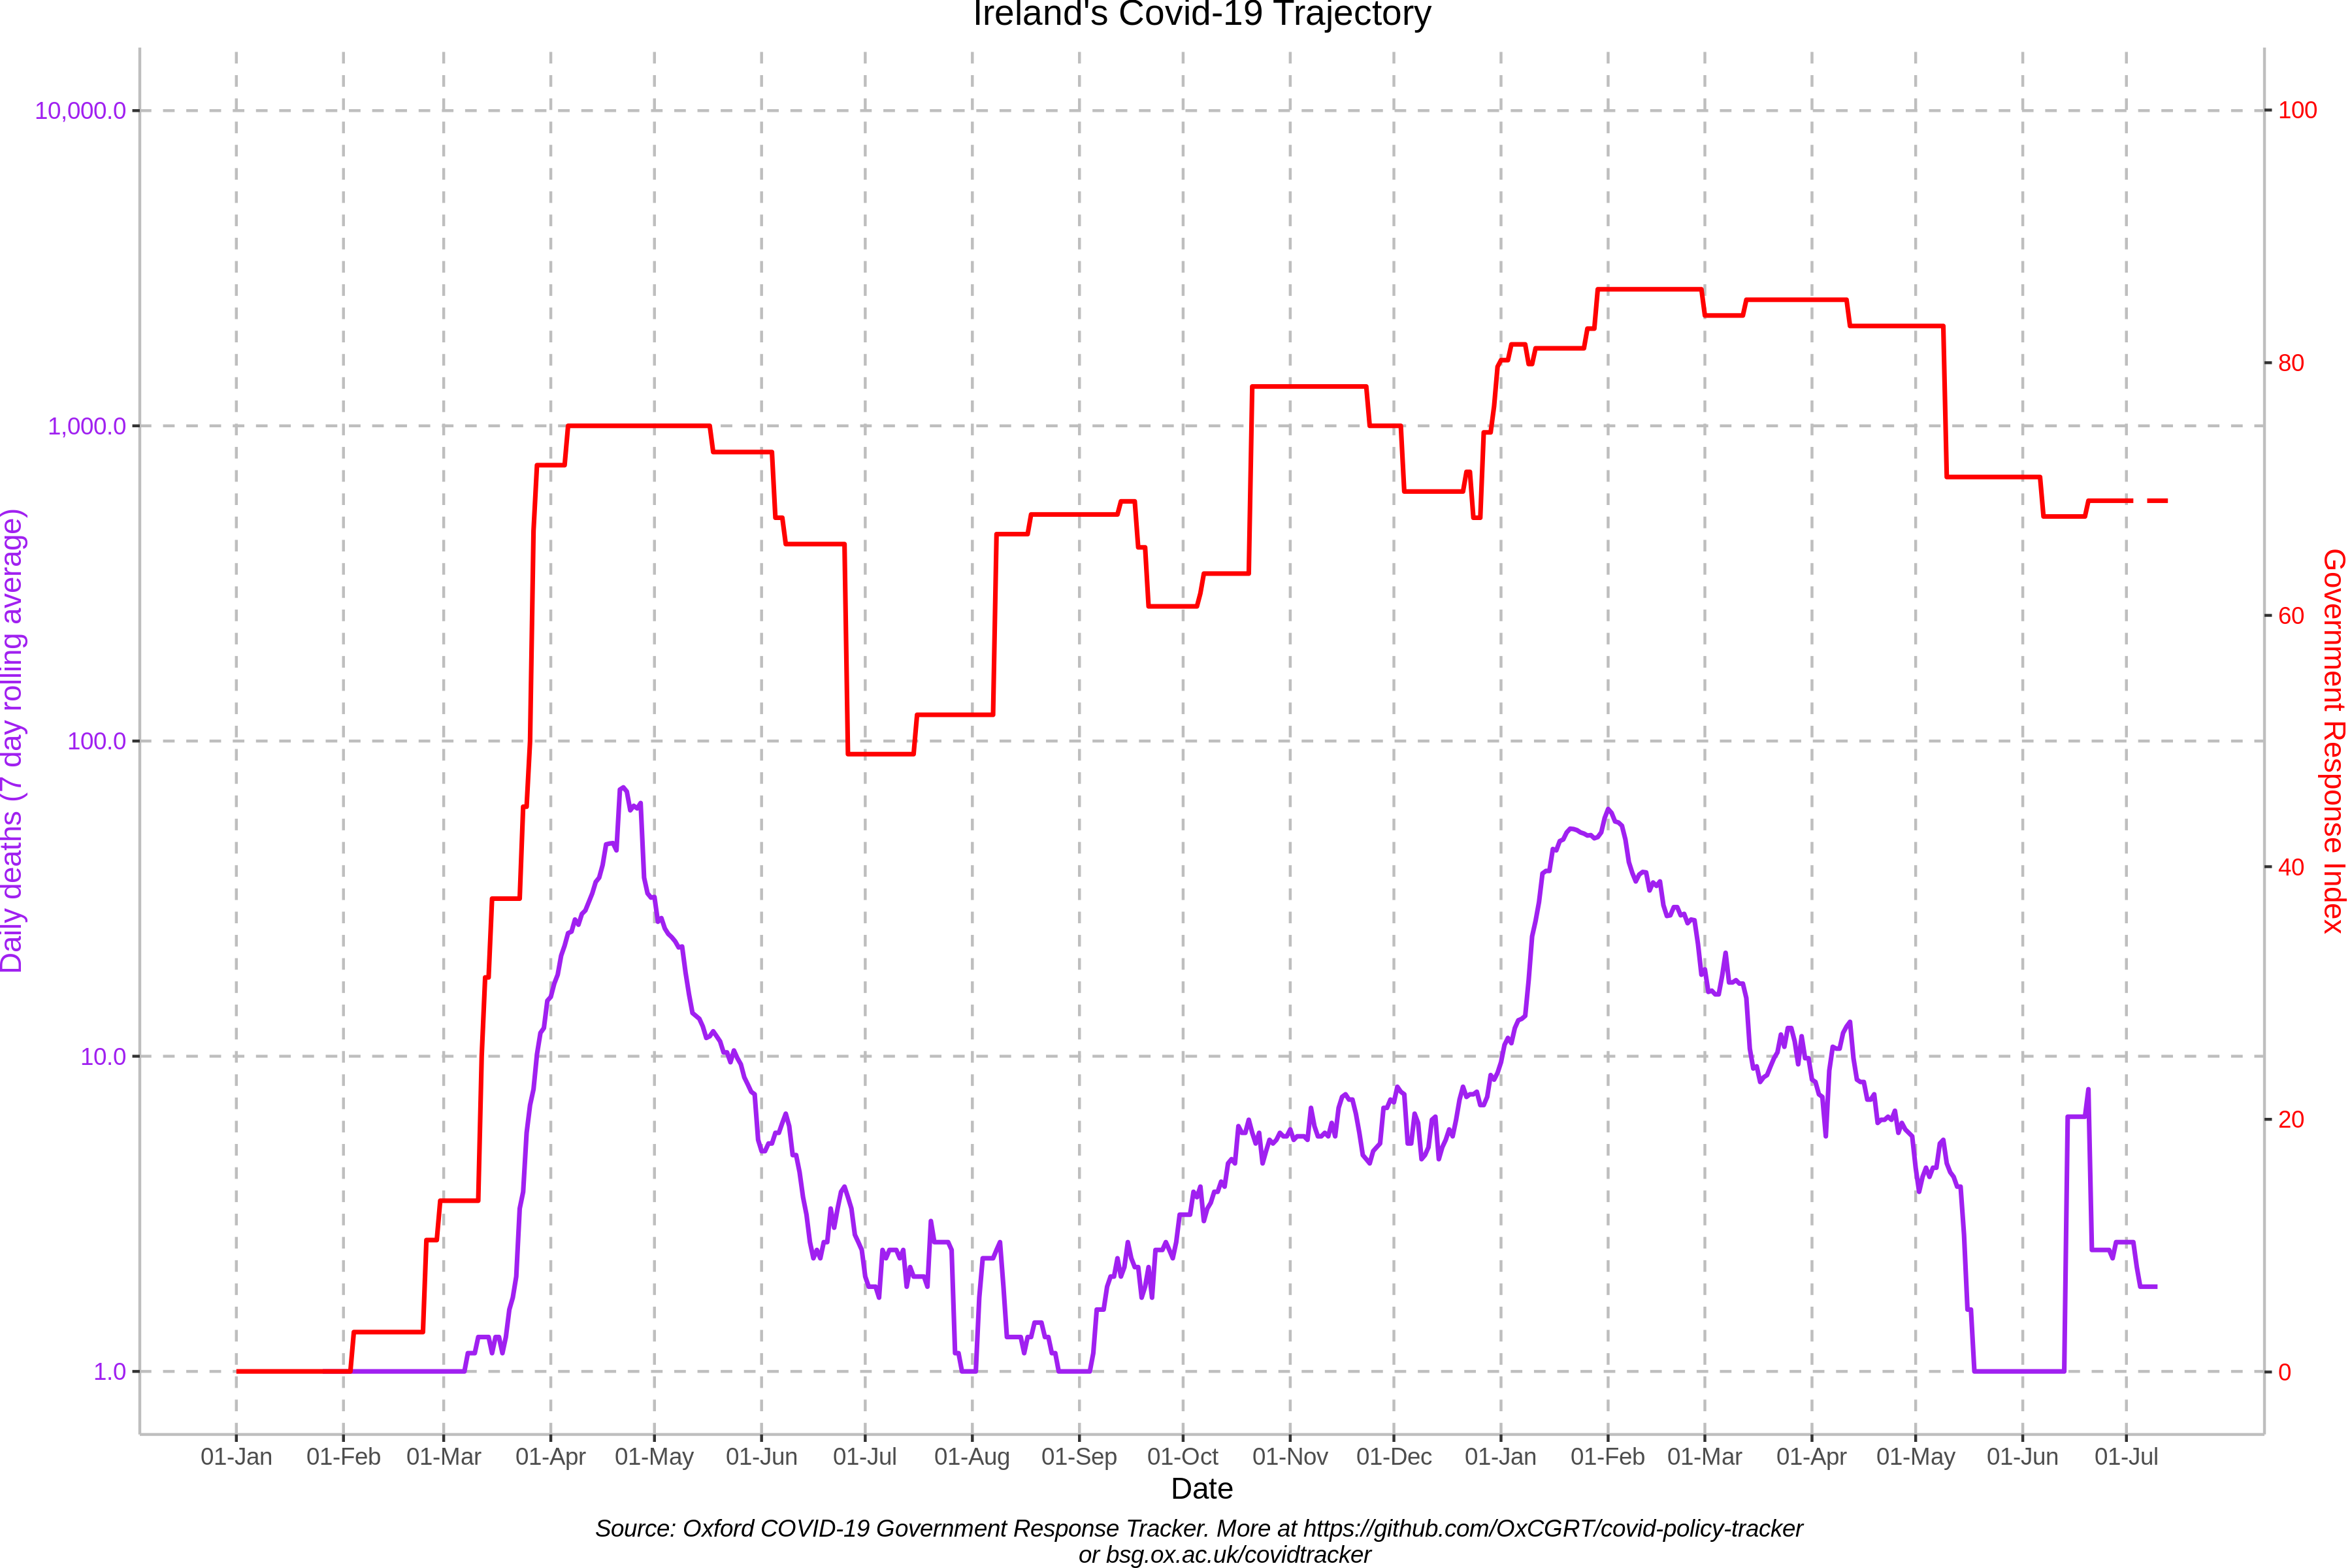 Ireland's Covid-19 Trajectory
10,000.0
1,000.0
100.0
10.0
1.0
Daily deaths (7 day rolling average)
100
80
60
40
20
0
Government Response Index
01-Jan 01-Feb 01-Mar 01-Apr 01-May 01-Jun 01-Jul 01-Aug 01-Sep 01-Oct 01-Nov 01-Dec 01-Jan 01-Feb 01-Mar 01-Apr 01-May 01-Jun 01-Jul
Date
Source: Oxford COVID-19 Government Response Tracker. More at https://github.com/OxCGRT/covid-policy-tracker
or bsg.ox.ac.uk/covidtracker